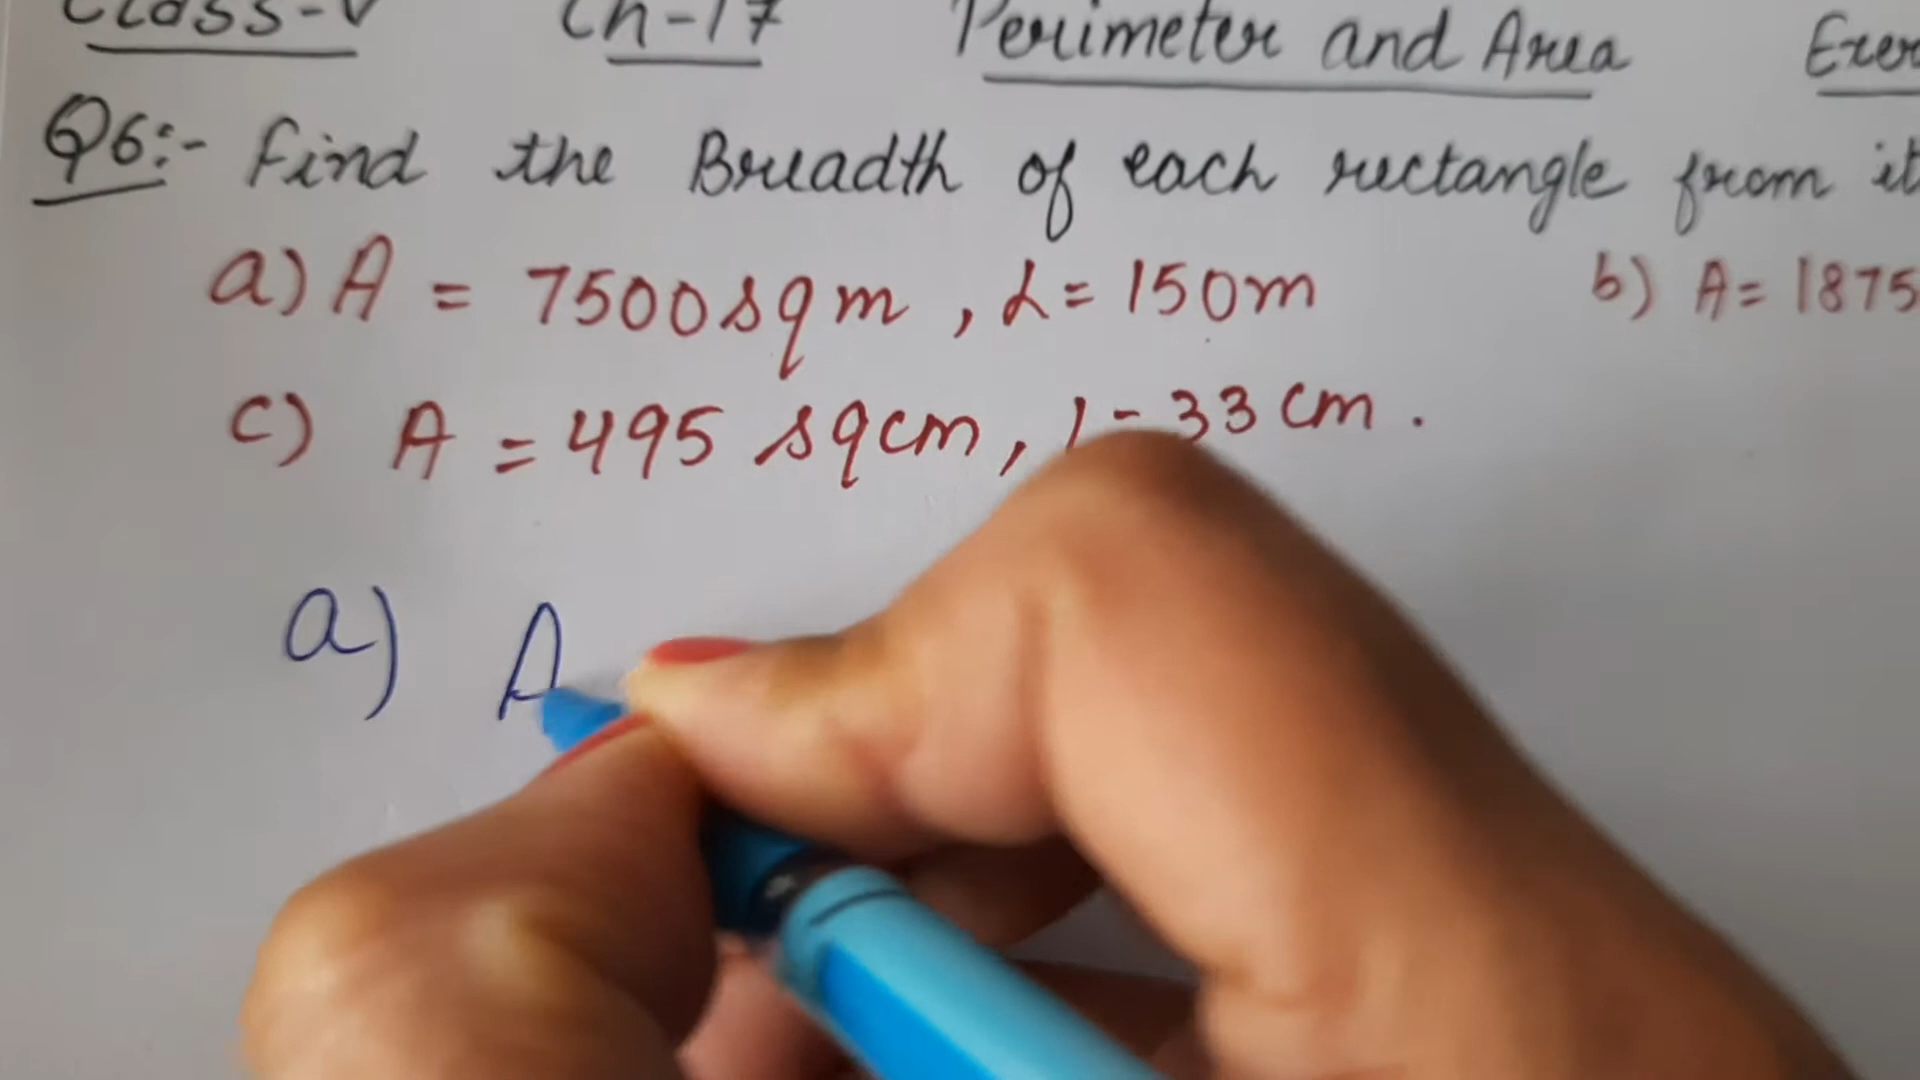 Class-V Ch-17 Perimeter and Area
Q6:- Find the Breadth of each rectangle from
a) A = 7500 sq m , L = 150m b) A = 1875
c) A = 495 sq cm, 33 cm.
a) A